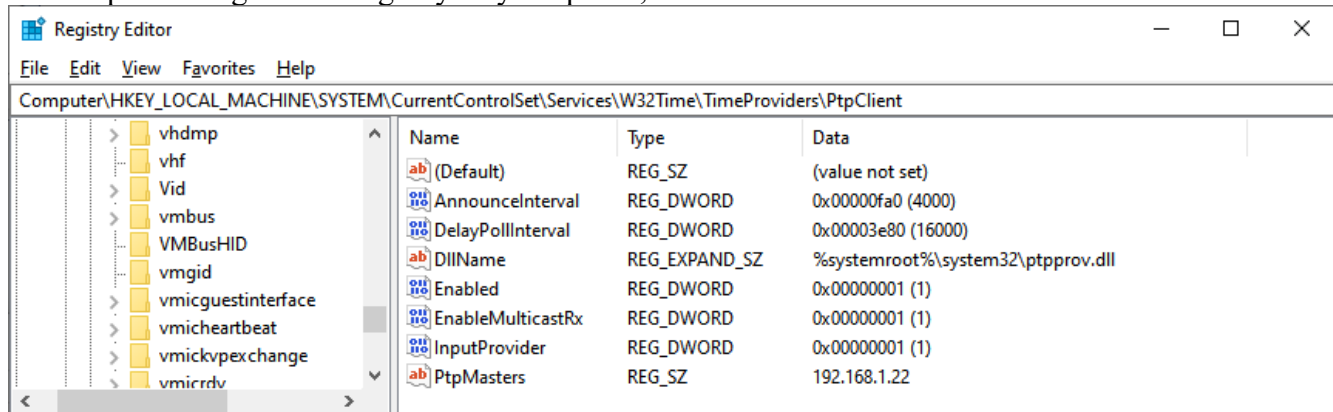 Registry Editor
File Edit View Favorites Help
Computer\HKEY_LOCAL_MACHINE\SYSTEM\CurrentControlSet\Services\W32Time\TimeProviders\PtpClient
vhdmp
vhf
Vid
vmbus
VMBusHID
vmgid
vmicguestinterface
vmicheartbeat
vmickvpexchange
vmicrdv
Name Type Data
(Default) REG_SZ (value not set)
AnnounceInterval REG_DWORD 0x00000fa0 (4000)
DelayPollInterval REG_DWORD 0x00003e80 (16000)
DllName REG_EXPAND_SZ %systemroot%\system32\ptpprov.dll
Enabled REG_DWORD 0x00000001 (1)
EnableMulticastRx REG_DWORD 0x00000001 (1)
InputProvider REG_DWORD 0x00000001 (1)
PtpMasters REG_SZ 192.168.1.22